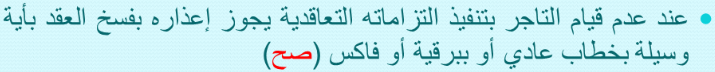 • عند عدم قيام التاجر بتنفيذ التزاماته التعاقدية يجوز إعذاره بفسخ العقد بأية
وسيلة بخطاب عادي أو ببرقية أو فاكس (صح)